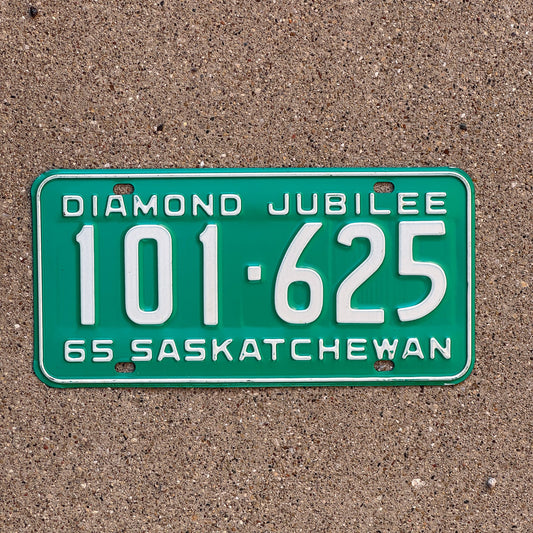 DIAMOND JUBILEE
101·625
65 SASKATCHEWAN